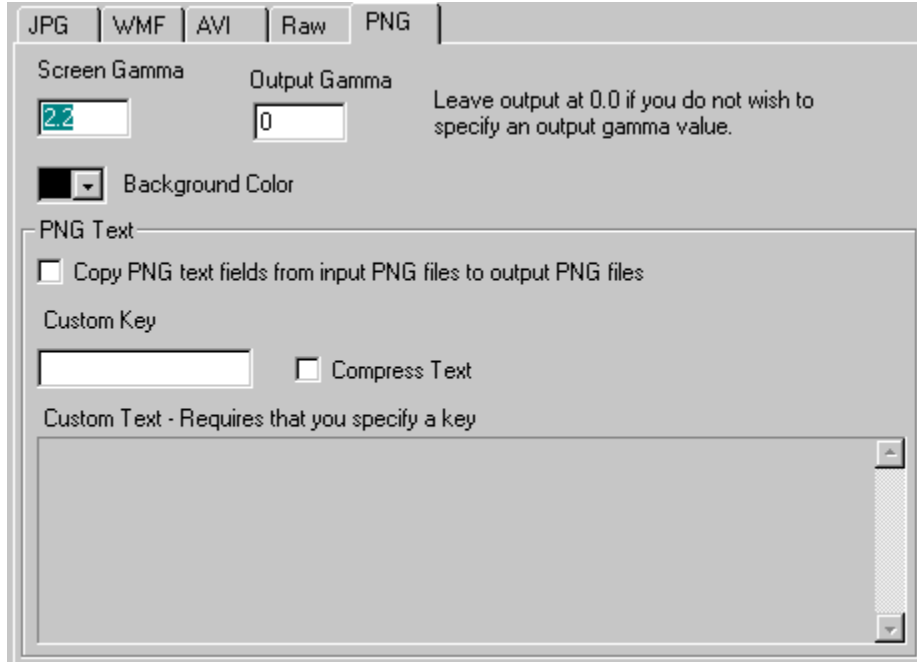 JPG WMF AVI Raw PNG
Screen Gamma
Output Gamma
2.2
0
Leave output at 0.0 if you do not wish to
specify an output gamma value.
Background Color
PNG Text
Copy PNG text fields from input PNG files to output PNG files
Custom Key
Compress Text
Custom Text - Requires that you specify a key